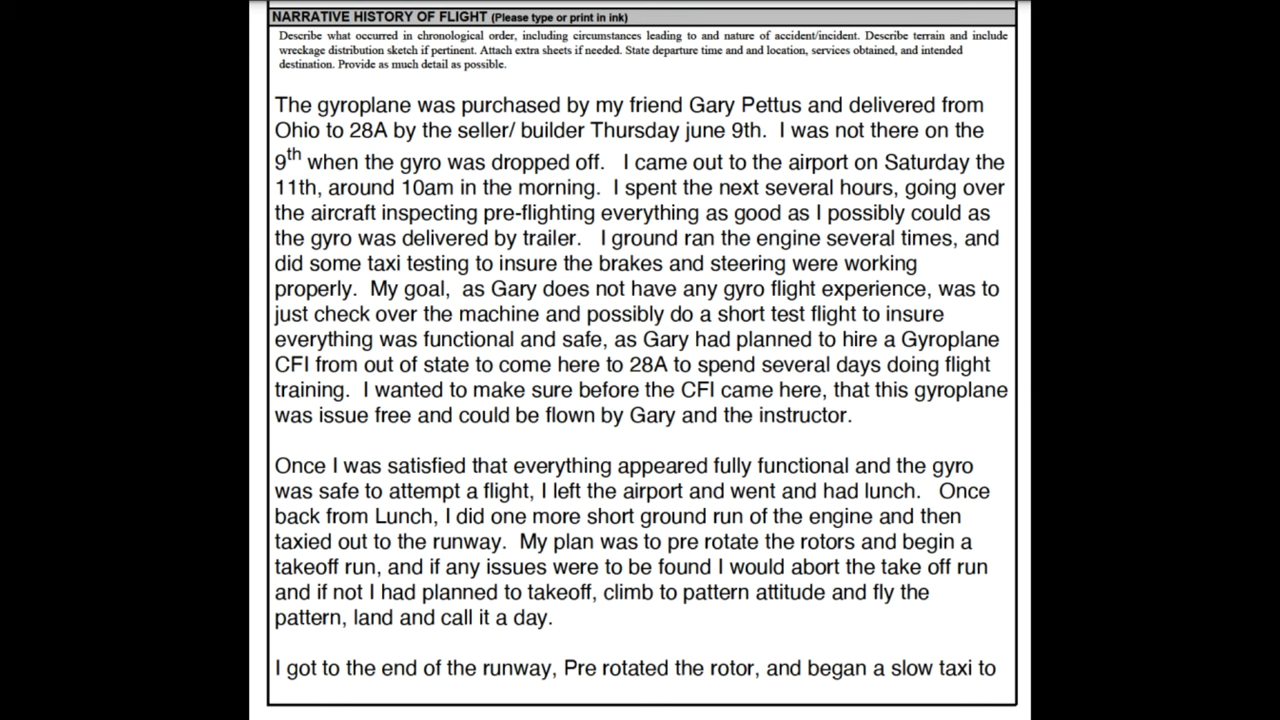 NARRATIVE HISTORY OF FLIGHT (Please type or print in ink)
Describe what occurred in chronological order, including circumstances leading to and nature of accident/incident. Describe terrain and include
wreckage distribution sketch if pertinent. Attach extra sheets if needed. State departure time and and location, services obtained, and intended
destination. Provide as much detail as possible.
The gyroplane was purchased by my friend Gary Pettus and delivered from
Ohio to 28A by the seller/ builder Thursday june 9th. I was not there on the
9th when the gyro was dropped off. I came out to the airport on Saturday the
11th, around 10am in the morning. I spent the next several hours, going over
the aircraft inspecting pre-flighting everything as good as I possibly could as
the gyro was delivered by trailer. I ground ran the engine several times, and
did some taxi testing to insure the brakes and steering were working
properly. My goal, as Gary does not have any gyro flight experience, was to
just check over the machine and possibly do a short test flight to insure
everything was functional and safe, as Gary had planned to hire a Gyroplane
CFI from out of state to come here to 28A to spend several days doing flight
training. I wanted to make sure before the CFI came here, that this gyroplane
was issue free and could be flown by Gary and the instructor.
Once I was satisfied that everything appeared fully functional and the gyro
was safe to attempt a flight, I left the airport and went and had lunch. Once
back from Lunch, I did one more short ground run of the engine and then
taxied out to the runway. My plan was to pre rotate the rotors and begin a
takeoff run, and if any issues were to be found I would abort the take off run
and if not I had planned to takeoff, climb to pattern attitude and fly the
pattern, land and call it a day.
I got to the end of the runway, Pre rotated the rotor, and began a slow taxi to